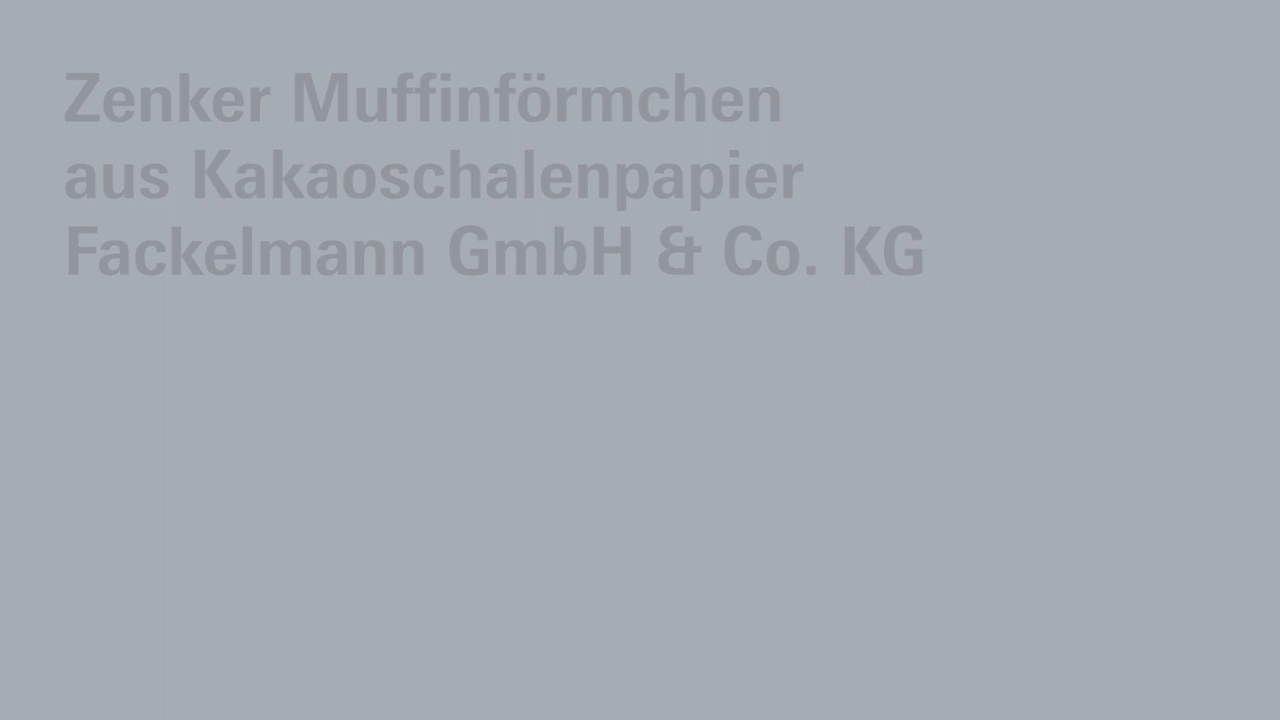 Zenker Muffinförmchen
aus Kakaoschalenpapier
Fackelmann GmbH & Co. KG